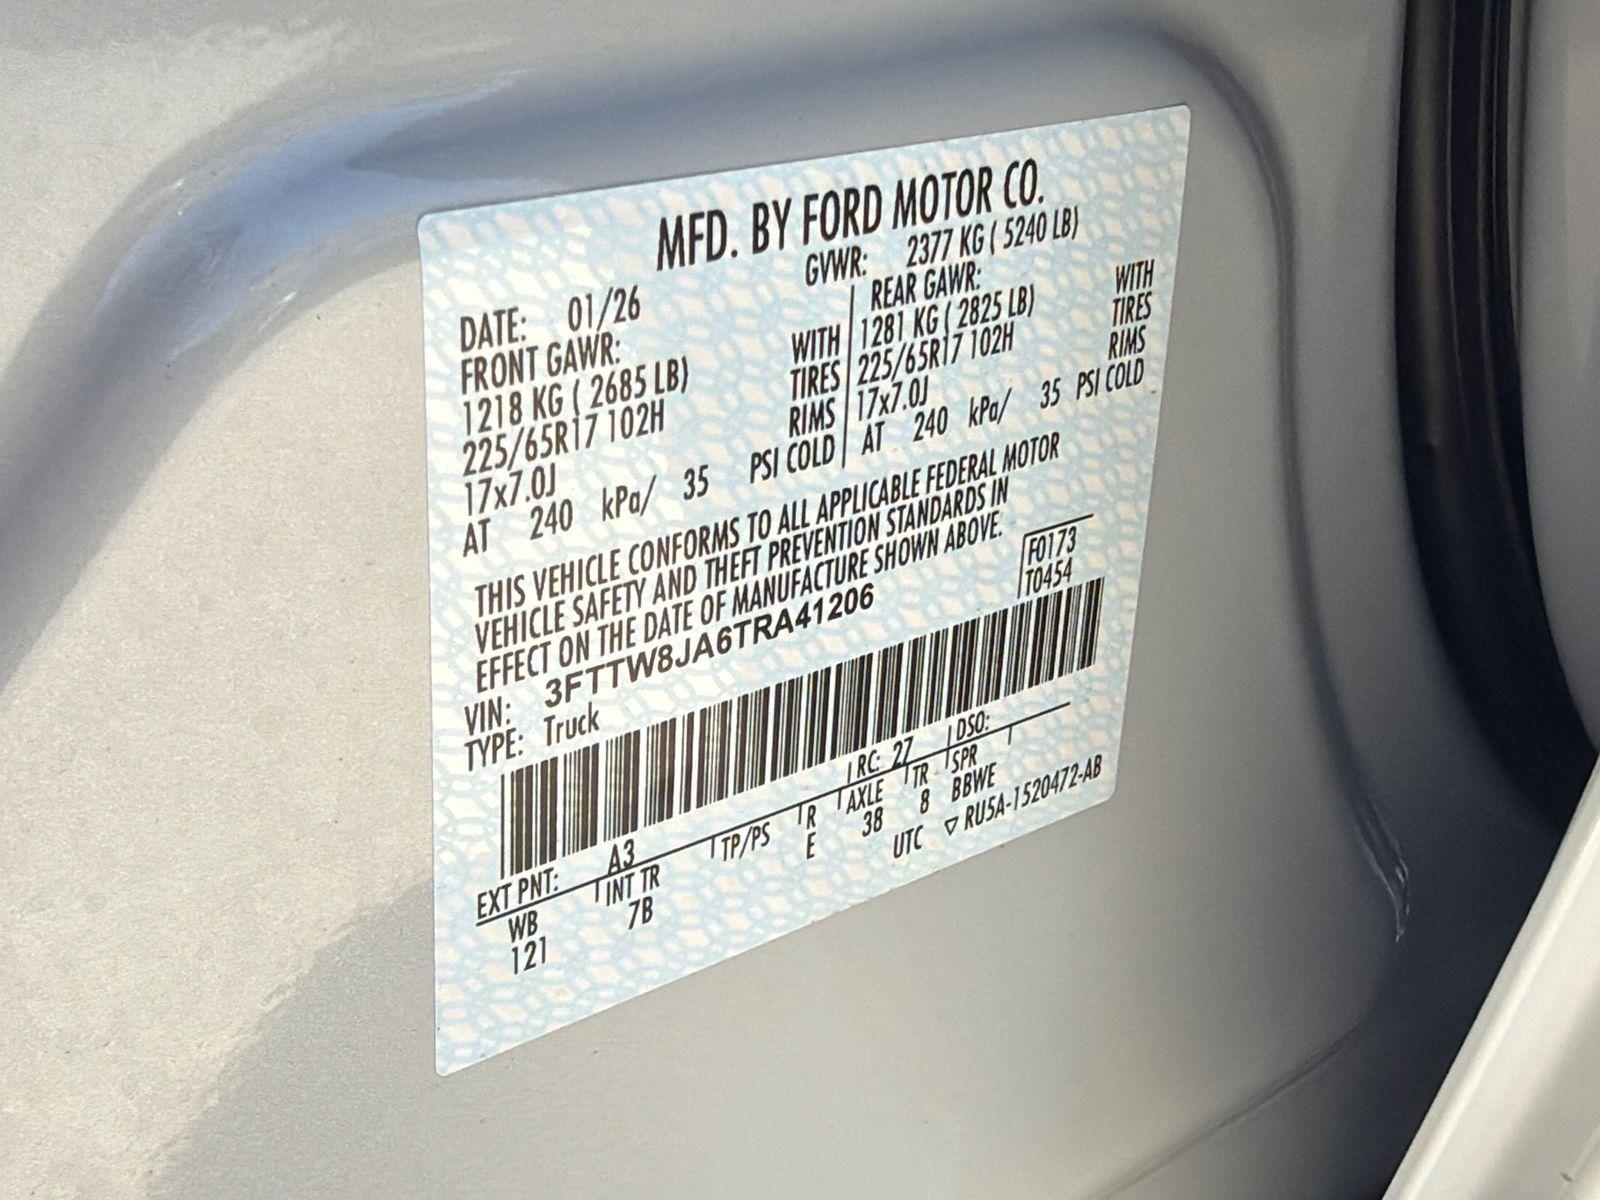 MFD. BY FORD MOTOR CO.
DATE: 01/26
GVWR: 2377 KG ( 5240 LB)
FRONT GAWR:
1218 KG ( 2685 LB) WITH
225/65R17 102H TIRES
17x7.0J RIMS
AT 240 kPa/ 35 PSI COLD
REAR GAWR:
1281 KG ( 2825 LB) WITH
225/65R17 102H TIRES
17x7.0J RIMS
AT 240 kPa/ 35 PSI COLD
THIS VEHICLE CONFORMS TO ALL APPLICABLE FEDERAL MOTOR
VEHICLE SAFETY AND THEFT PREVENTION STANDARDS IN
EFFECT ON THE DATE OF MANUFACTURE SHOWN ABOVE.
F0173
T0454
VIN: 3FTTW8JA6TRA41206
TYPE: Truck
EXT PNT: A3 RC: 27 DSO:
WB INT TR TP/PS R AXLE TR SPR
121 7B E 38 8 BBWE
UTC ▽ RU5A-1520472-AB